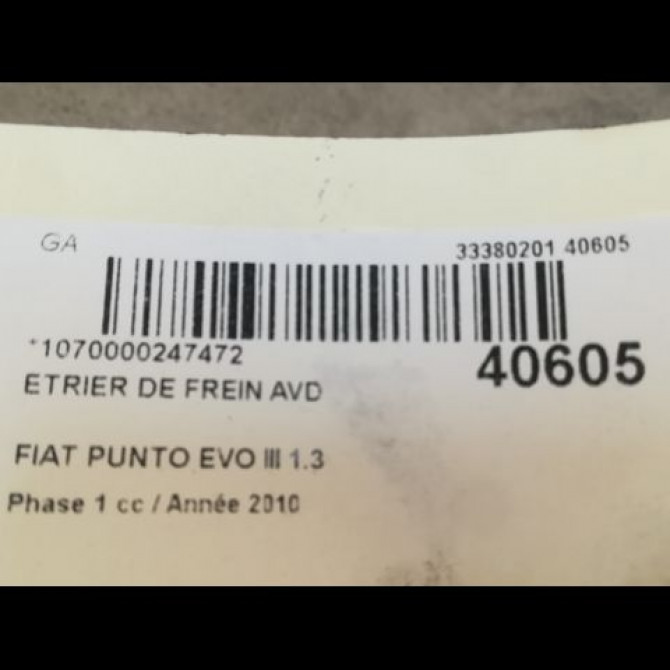 GA
33380201 40605
*1070000247472
40605
ETRIER DE FREIN AVD
FIAT PUNTO EVO III 1.3
Phase 1 cc / Année 2010